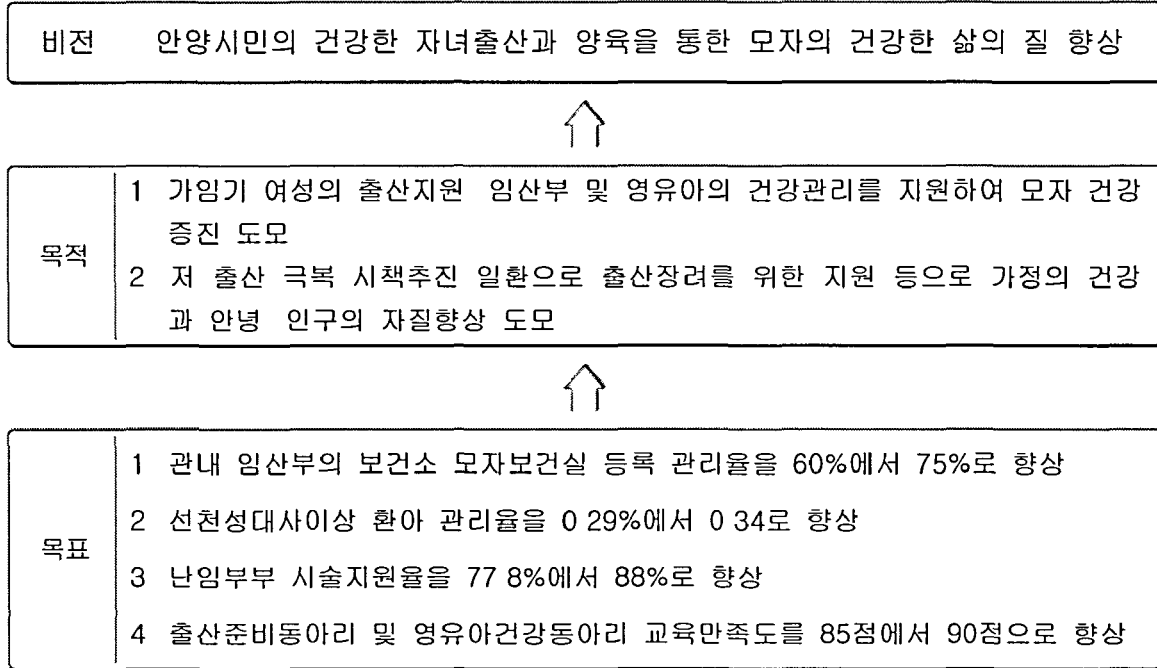 비전 안양시민의 건강한 자녀출산과 양육을 통한 모자의 건강한 삶의 질 향상
목적
1 가임기 여성의 출산지원 임산부 및 영유아의 건강관리를 지원하여 모자 건강
증진 도모
2 저 출산 극복 시책추진 일환으로 출산장려를 위한 지원 등으로 가정의 건강
과 안녕 인구의 자질향상 도모
목표
1 관내 임산부의 보건소 모자보건실 등록 관리율을 60%에서 75%로 향상
2 선천성대사이상 환아 관리율을 0 29%에서 0 34로 향상
3 난임부부 시술지원율을 77 8%에서 88%로 향상
4 출산준비동아리 및 영유아건강동아리 교육만족도를 85점에서 90점으로 향상